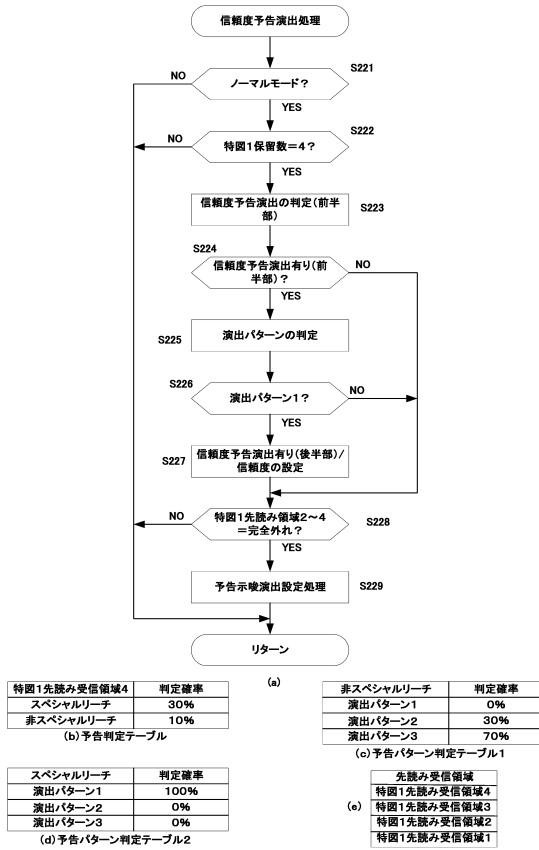 信頼度予告演出処理
S221
NO
ノーマルモード？
YES
S222
NO
特図１保留数＝４？
YES
信頼度予告演出の判定(前半
部)
S223
S224
信頼度予告演出有り(前
半部)？
NO
YES
演出パターンの判定
S225
S226
演出パターン１？
NO
YES
信頼度予告演出有り(後半部)/
信頼度の設定
S227
NO
特図１先読み領域２～４
＝完全外れ？
S228
YES
予告示唆演出設定処理
S229
リターン
(a)
特図１先読み受信領域４ 判定確率
スペシャルリーチ 30%
非スペシャルリーチ 10%
(b)予告判定テーブル
非スペシャルリーチ 判定確率
演出パターン１ 0%
演出パターン２ 30%
演出パターン３ 70%
(c)予告パターン判定テーブル１
スペシャルリーチ 判定確率
演出パターン１ 100%
演出パターン２ 0%
演出パターン３ 0%
(d)予告パターン判定テーブル２
(e)
先読み受信領域
特図１先読み受信領域４
特図１先読み受信領域３
特図１先読み受信領域２
特図１先読み受信領域１